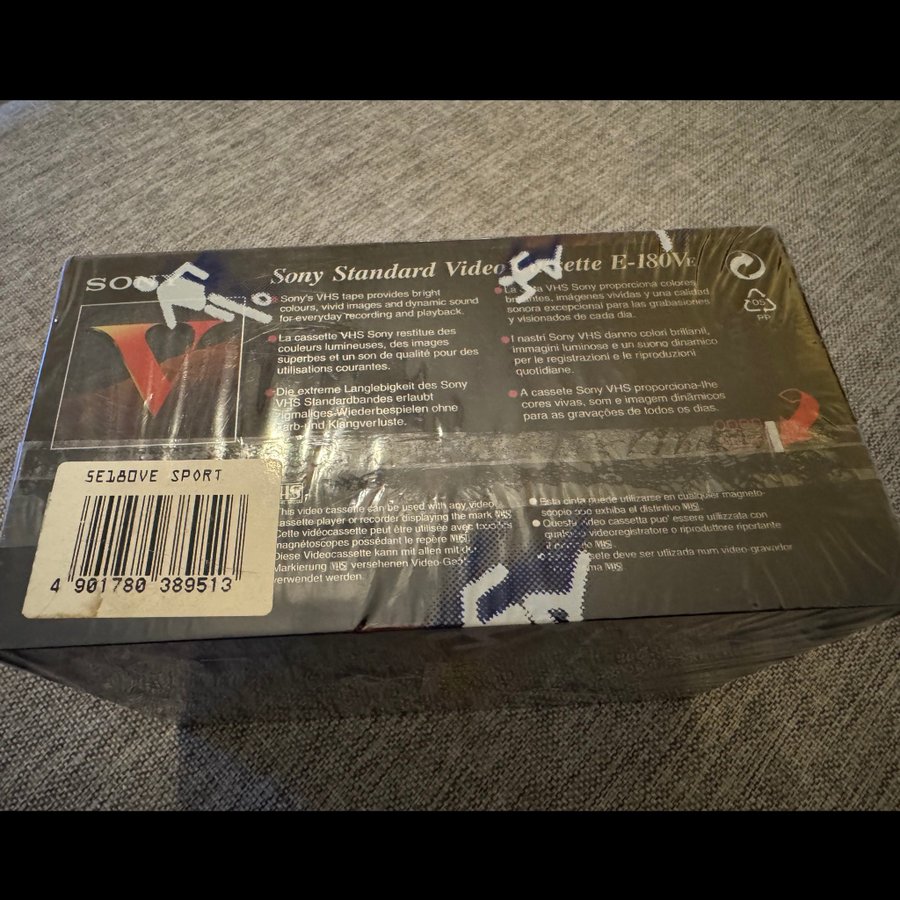 SONY
Sony Standard Video Cassette E-180VE
Sony's VHS tape provides bright
colours, vivid images and dynamic sound
for everyday recording and playback.
La cassette VHS Sony restitue des
couleurs lumineuses, des images
superbes et un son de qualité pour des
utilisations courantes.
Die extreme Langlebigkeit des Sony
VHS Standardbandes erlaubt
Wiederbespielen ohne
Farb-und Klangverluste.
La cinta VHS Sony proporciona colores
brillantes, imágenes vívidas y una calidad
sonora excepcional para las grabasiones
y visionados de cada día.
I nastri Sony VHS danno colori brillanti,
immagini luminose e un suono dinamico
per le registrazioni e le riproduzioni
quotidiane.
A cassete Sony VHS proporciona-lhe
cores vivas, som e imagem dinâmicos
para as gravações de todos os dias.
V
05
PP
SE180VE SPORT
4 901780 389513
VHS
This video cassette can be used with any video
cassette player or recorder displaying the mark VHS
Cette vidéocassette peut être utilisée avec
magnétoscopes possédant le repère VHS
Diese Videocassette kann mit allen mit
Markierung VHS versehenen Video-
verwendet werden.
Esta cinta puede utilizarse en cualquier magneto-
scopio que exhiba el distintivo VHS
Questa video cassetta puo' essere utilizzata con
videoregistratore o riproduttore riportante
VHS
deve ser utlizada num video-gravador
VHS